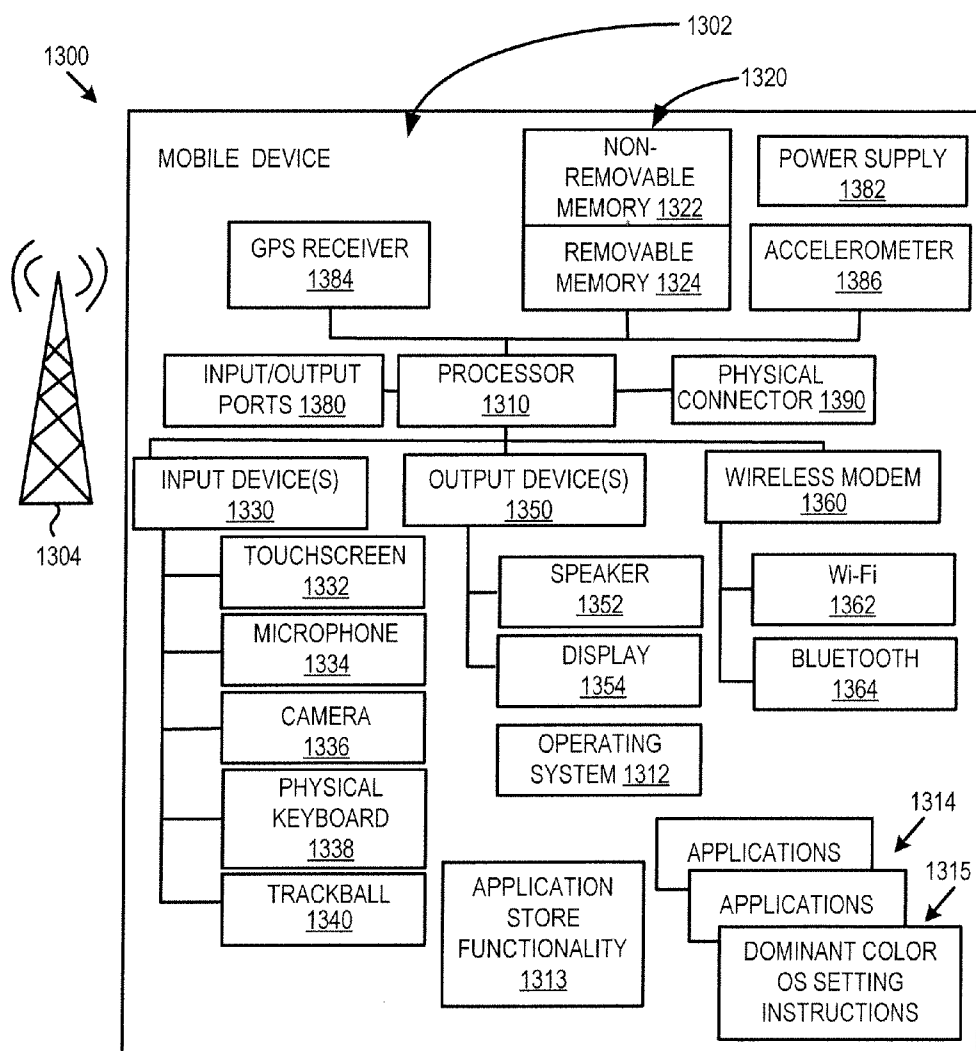 1300
1302
1320
MOBILE DEVICE
NON-
REMOVABLE
MEMORY 1322
REMOVABLE
MEMORY 1324
POWER SUPPLY
1382
GPS RECEIVER
1384
ACCELEROMETER
1386
INPUT/OUTPUT
PORTS 1380
PROCESSOR
1310
PHYSICAL
CONNECTOR 1390
INPUT DEVICE(S)
1330
OUTPUT DEVICE(S)
1350
WIRELESS MODEM
1360
1304
TOUCHSCREEN
1332
MICROPHONE
1334
CAMERA
1336
PHYSICAL
KEYBOARD
1338
TRACKBALL
1340
SPEAKER
1352
DISPLAY
1354
Wi-Fi
1362
BLUETOOTH
1364
OPERATING
SYSTEM 1312
APPLICATION
STORE
FUNCTIONALITY
1313
1314
APPLICATIONS
1315
APPLICATIONS
DOMINANT COLOR
OS SETTING
INSTRUCTIONS